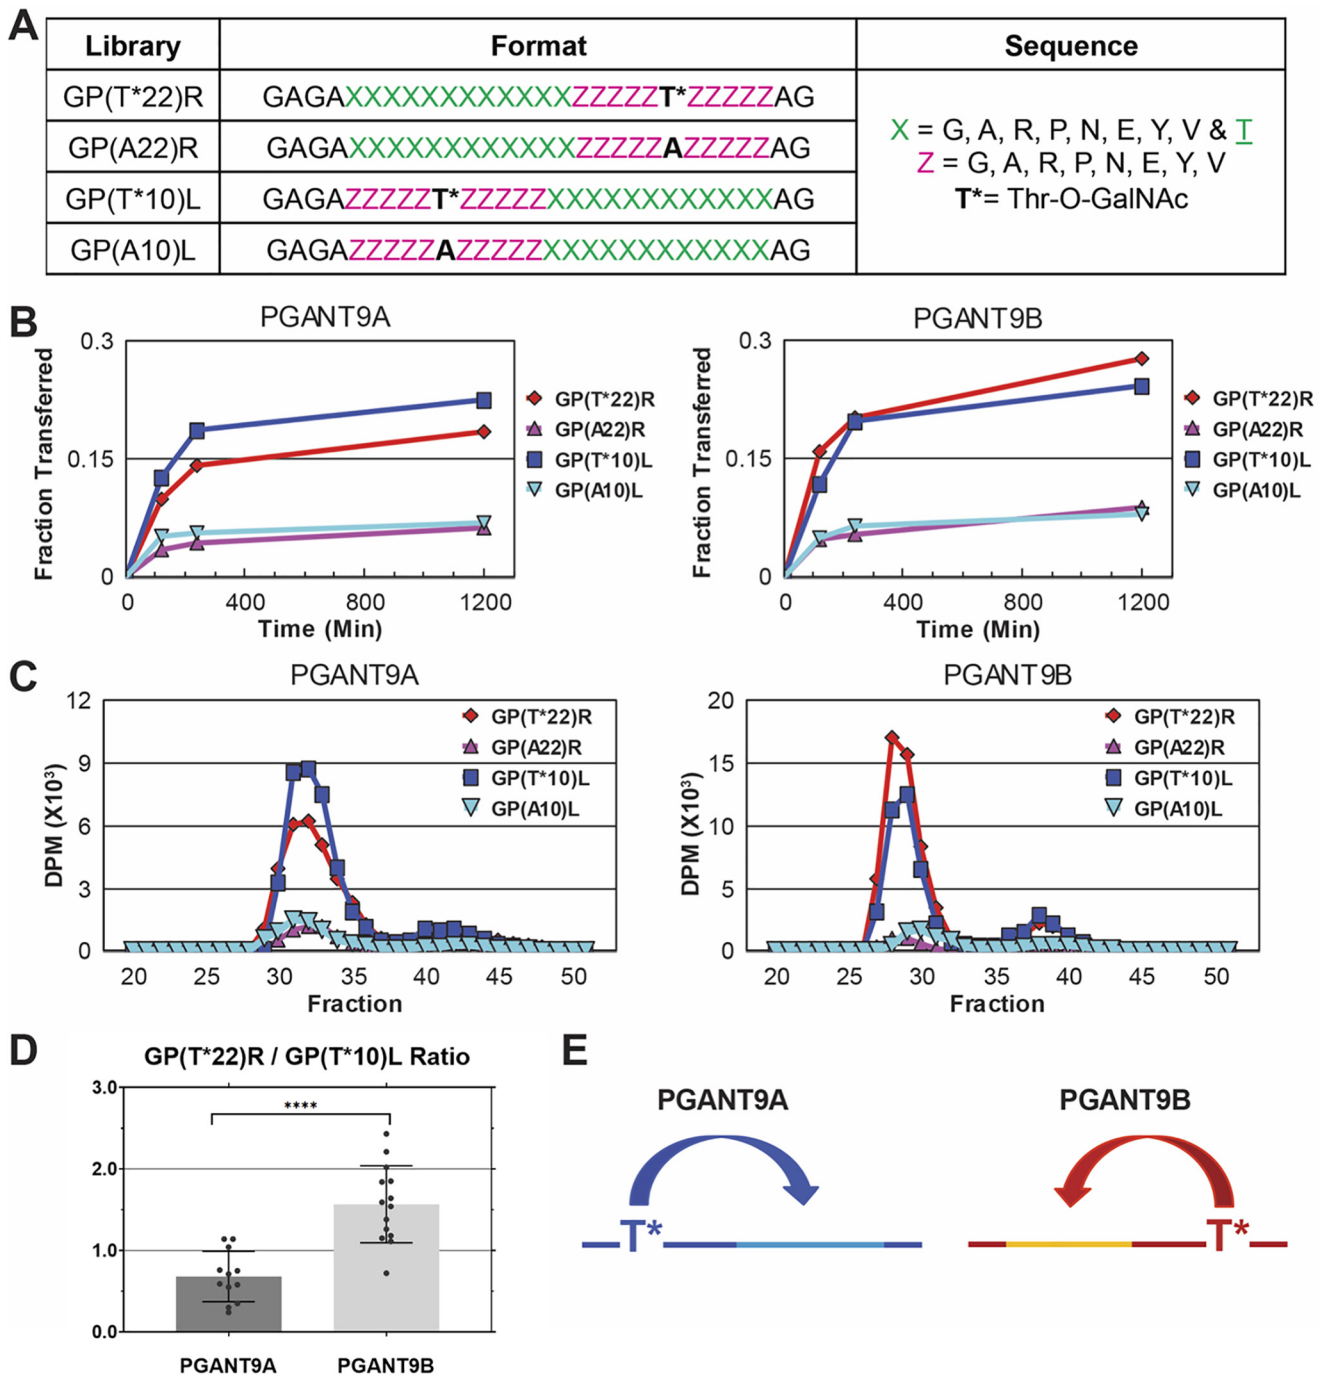 A
Library Format Sequence
GP(T*22)R GAGAXXXXXXXXXXXXZZZZZT*ZZZZZAG
GP(A22)R GAGAXXXXXXXXXXXXZZZZZAZZZZZAG
GP(T*10)L GAGAZZZZZT*ZZZZZXXXXXXXXXXXXAG
GP(A10)L GAGAZZZZZAZZZZZXXXXXXXXXXXXAG
X = G, A, R, P, N, E, Y, V & T
Z = G, A, R, P, N, E, Y, V
T*= Thr-O-GalNAc
B
PGANT9A
Fraction Transferred
0.3
0.15
0
0 400 800 1200
Time (Min)
GP(T*22)R
GP(A22)R
GP(T*10)L
GP(A10)L
PGANT9B
Fraction Transferred
0.3
0.15
0
0 400 800 1200
Time (Min)
GP(T*22)R
GP(A22)R
GP(T*10)L
GP(A10)L
C
PGANT9A
DPM (X10³)
12
9
6
3
0
20 25 30 35 40 45 50
Fraction
GP(T*22)R
GP(A22)R
GP(T*10)L
GP(A10)L
PGANT9B
DPM (X10³)
20
15
10
5
0
20 25 30 35 40 45 50
Fraction
GP(T*22)R
GP(A22)R
GP(T*10)L
GP(A10)L
D
GP(T*22)R / GP(T*10)L Ratio
3.0
2.0
1.0
0.0
****
PGANT9A PGANT9B
E
PGANT9A PGANT9B
T* T*